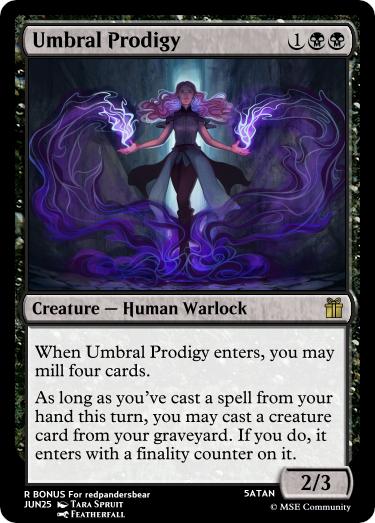 Umbral Prodigy 1
Creature — Human Warlock
When Umbral Prodigy enters, you may
mill four cards.
As long as you've cast a spell from your
hand this turn, you may cast a creature
card from your graveyard. If you do, it
enters with a finality counter on it.
2/3
R BONUS For redpandersbear 5ATAN
JUN25 Tara Spruit © MSE Community
Featherfall